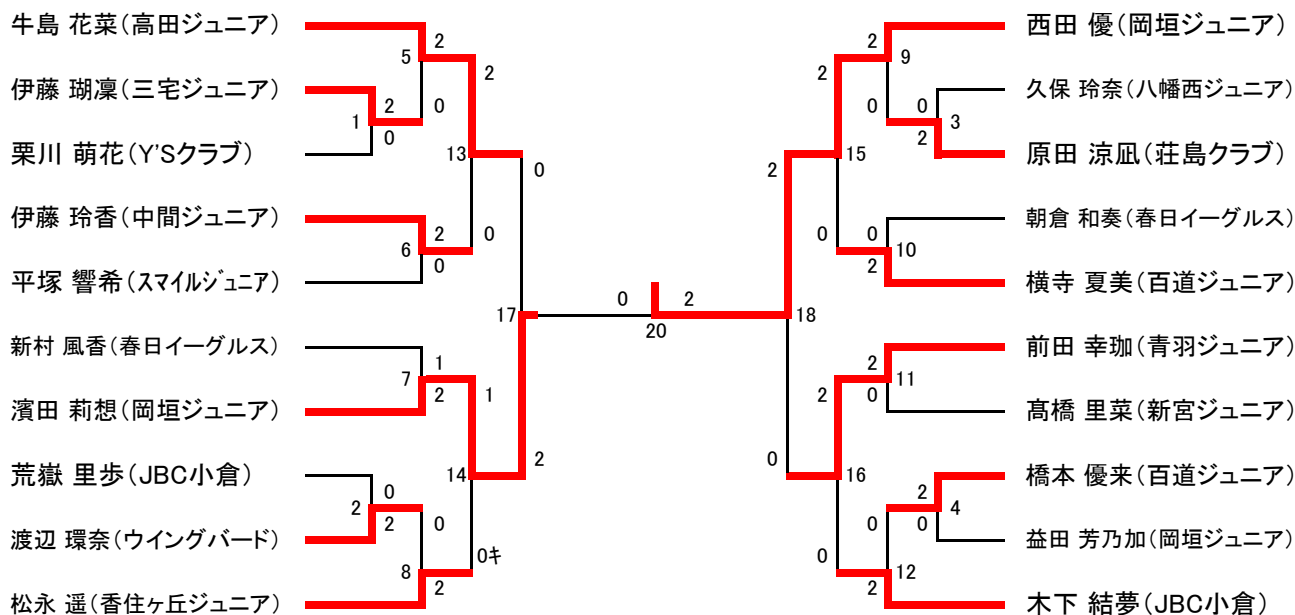 牛島 花菜(高田ジュニア)
伊藤 瑚凜(三宅ジュニア)
栗川 萌花(Y'Sクラブ)
伊藤 玲香(中間ジュニア)
平塚 響希(スマイルジュニア)
新村 風香(春日イーグルス)
濱田 莉想(岡垣ジュニア)
荒嶽 里歩(JBC小倉)
渡辺 環奈(ウイングバード)
松永 遥(香住ヶ丘ジュニア)
5
2
1
2
0
0
2
13
0
6
2
0
0
7
1
2
1
2
0
2
0
8
2
14
0キ
17
2
0
20
2
西田 優(岡垣ジュニア)
久保 玲奈(八幡西ジュニア)
原田 涼凪(荘島クラブ)
朝倉 和奏(春日イーグルス)
横寺 夏美(百道ジュニア)
前田 幸珈(青羽ジュニア)
髙橋 里菜(新宮ジュニア)
橋本 優来(百道ジュニア)
益田 芳乃加(岡垣ジュニア)
木下 結夢(JBC小倉)
2
9
2
0
0
3
2
2
15
0
0
10
2
18
2
11
0
2
0
16
2
4
0
0
0
12
2